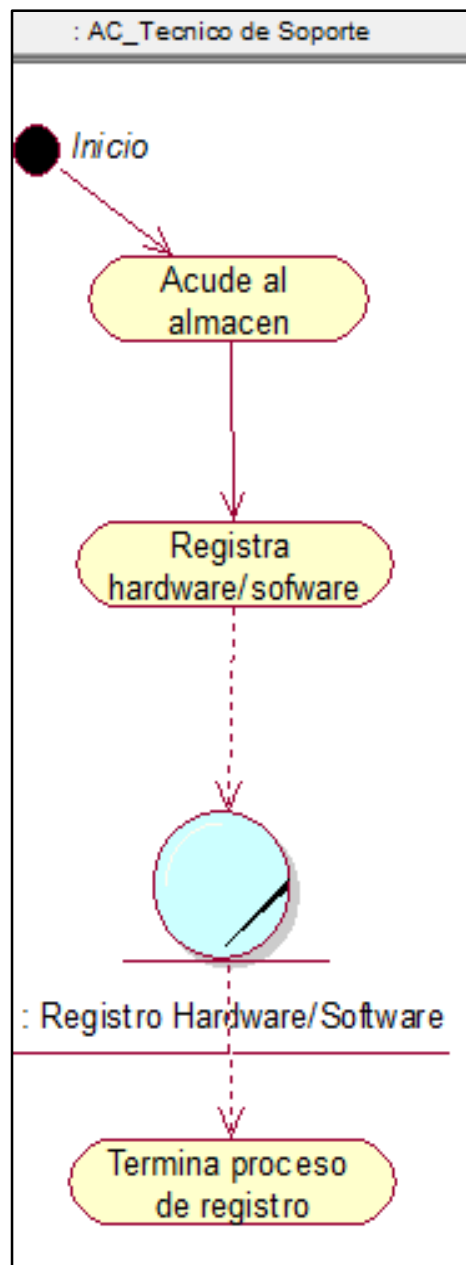 : AC_Tecnico de Soporte
Inicio
Acude al
almacen
Registra
hardware/sofware
: Registro Hardware/Software
Termina proceso
de registro